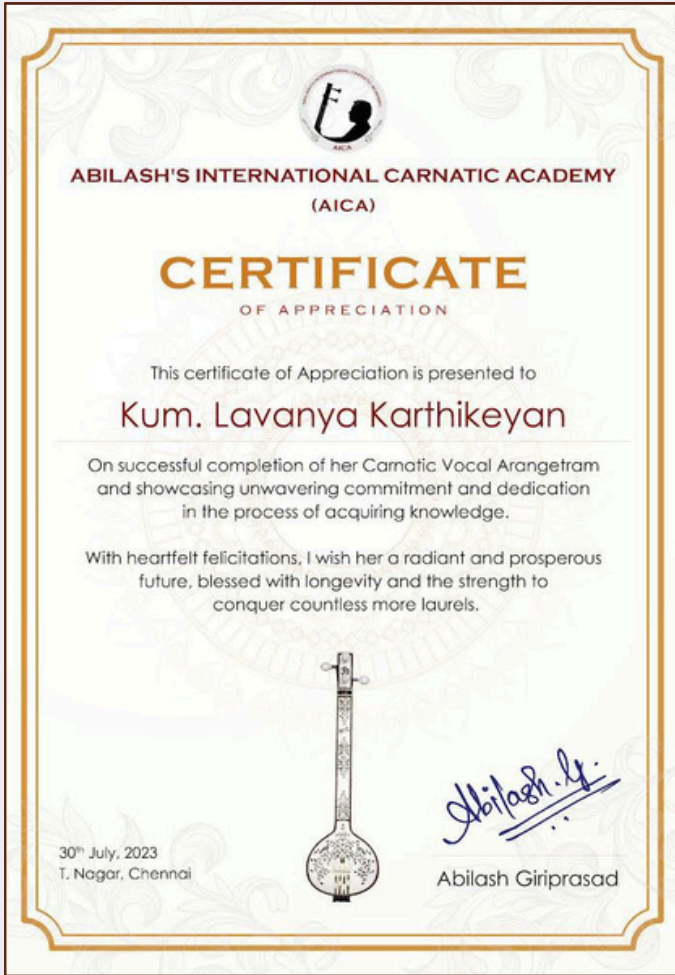 AICA
ABILASH'S INTERNATIONAL CARNATIC ACADEMY
(AICA)
CERTIFICATE
OF APPRECIATION
This certificate of Appreciation is presented to
Kum. Lavanya Karthikeyan
On successful completion of her Carnatic Vocal Arangetram
and showcasing unwavering commitment and dedication
in the process of acquiring knowledge.
With heartfelt felicitations, I wish her a radiant and prosperous
future, blessed with longevity and the strength to
conquer countless more laurels.
Abilash.G.
30th July, 2023
T. Nagar, Chennai
Abilash Giriprasad